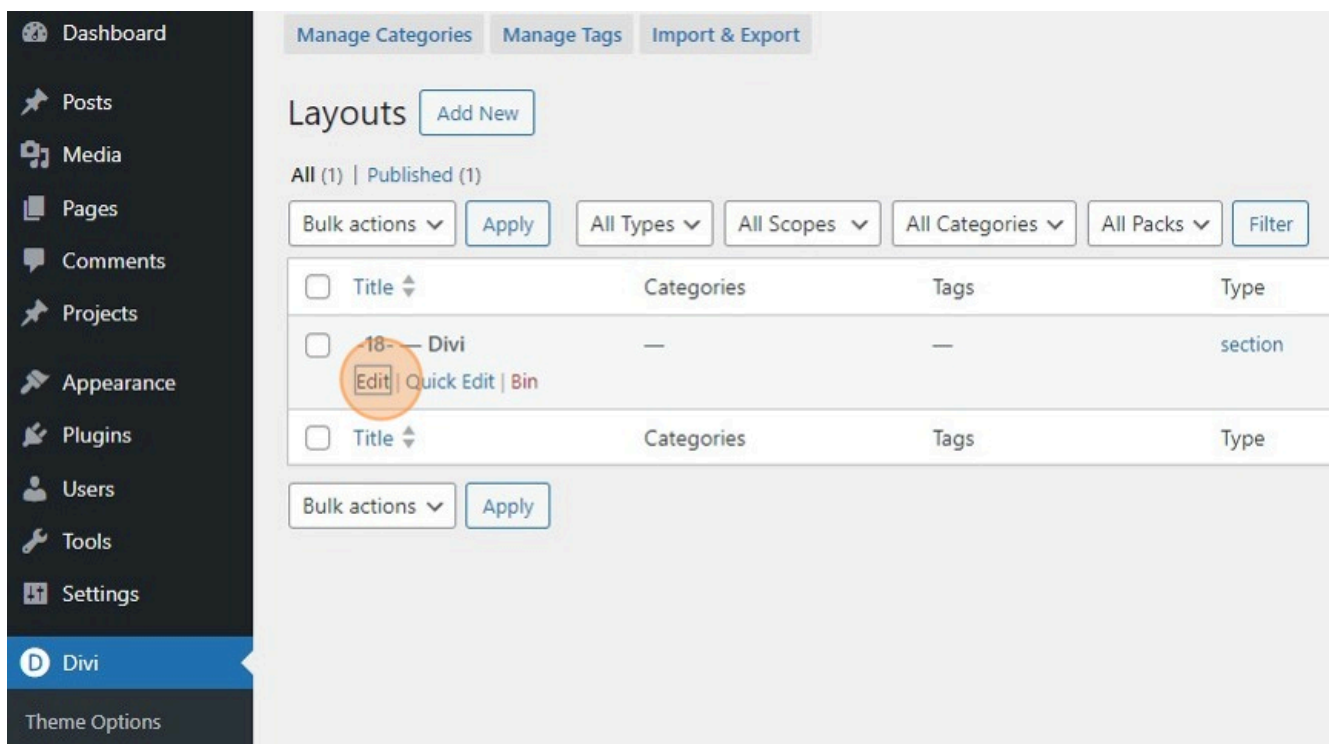 Dashboard
Posts
Media
Pages
Comments
Projects
Appearance
Plugins
Users
Tools
Settings
D Divi
Theme Options
Manage Categories Manage Tags Import & Export
Layouts Add New
All (1) | Published (1)
Bulk actions Apply All Types All Scopes All Categories All Packs Filter
Title Categories Tags Type
-18- — Divi — — section
Edit | Quick Edit | Bin
Title Categories Tags Type
Bulk actions Apply